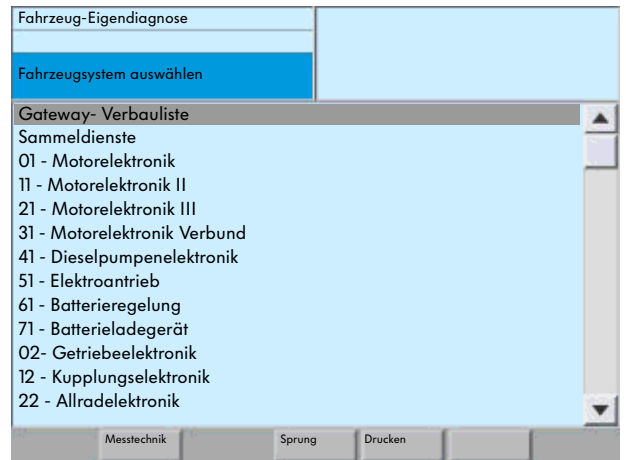 Fahrzeug-Eigendiagnose
Fahrzeugsystem auswählen
Gateway- Verbauliste
Sammeldienste
01 - Motorelektronik
11 - Motorelektronik II
21 - Motorelektronik III
31 - Motorelektronik Verbund
41 - Dieselpumpenelektronik
51 - Elektroantrieb
61 - Batterieregelung
71 - Batterieladegerät
02- Getriebeelektronik
12 - Kupplungselektronik
22 - Allradelektronik
Messtechnik Sprung Drucken